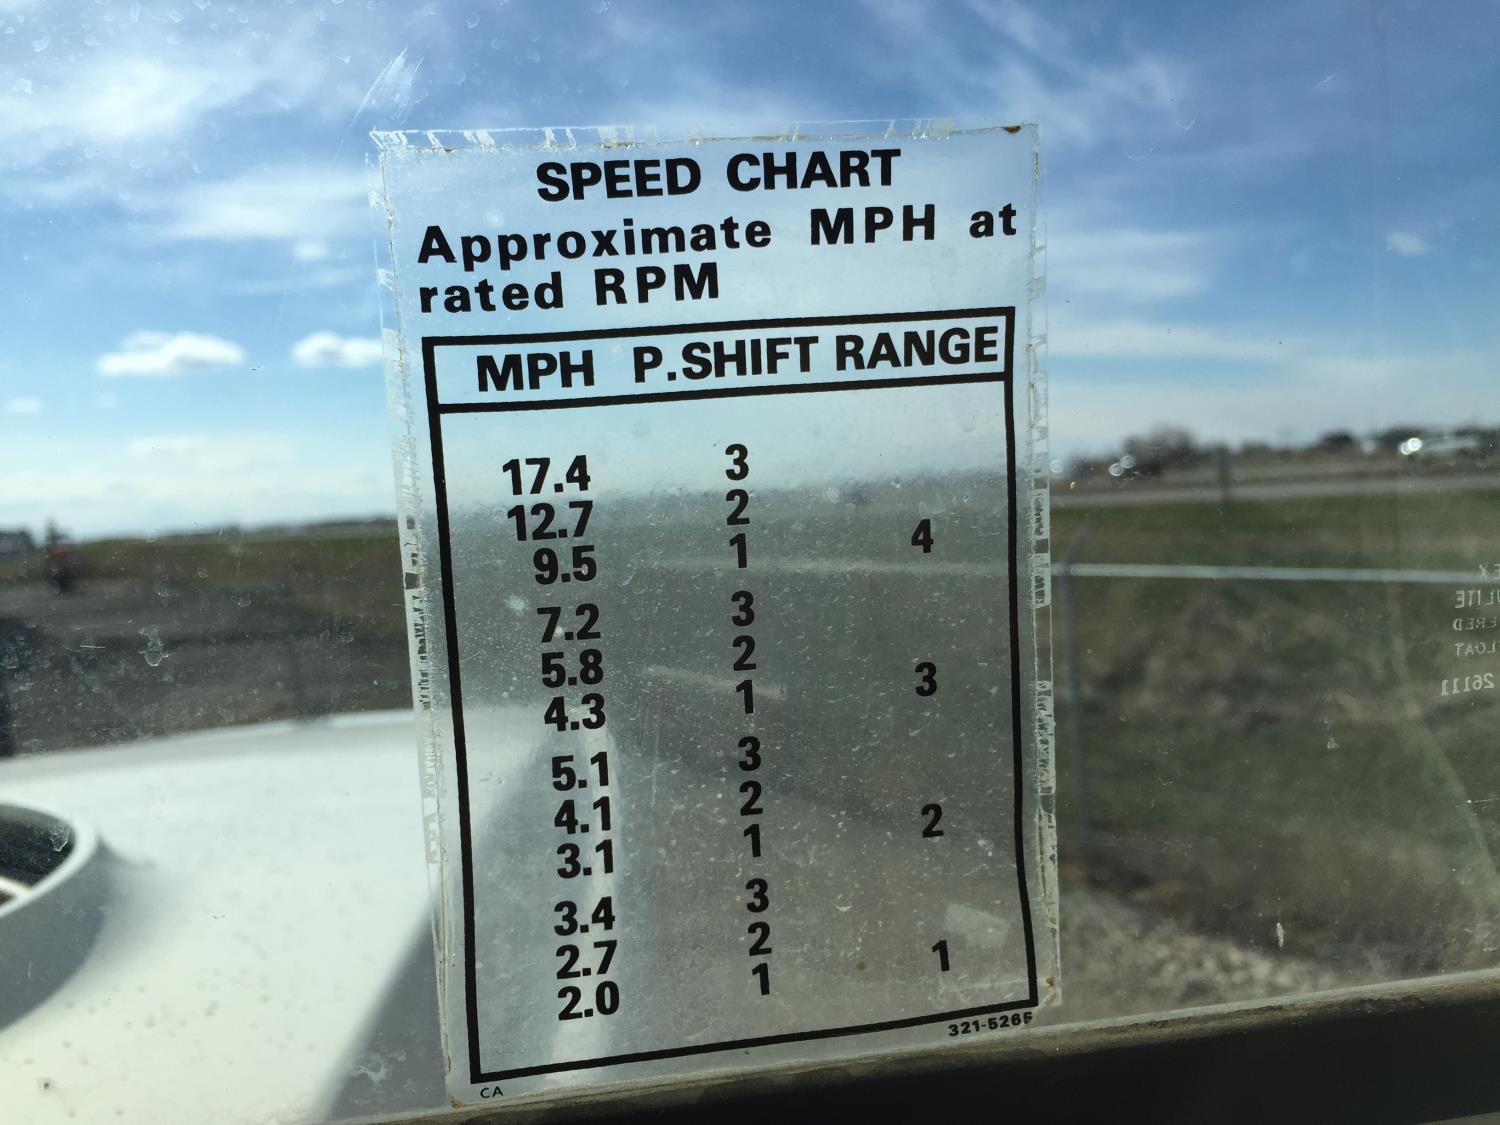 SPEED CHART
Approximate MPH at
rated RPM
MPH P.SHIFT RANGE
17.4 3
12.7 2 4
9.5 1
7.2 3
5.8 2 3
4.3 1
5.1 3
4.1 2 2
3.1 1
3.4 3
2.7 2 1
2.0 1
321-5265
CA
26111